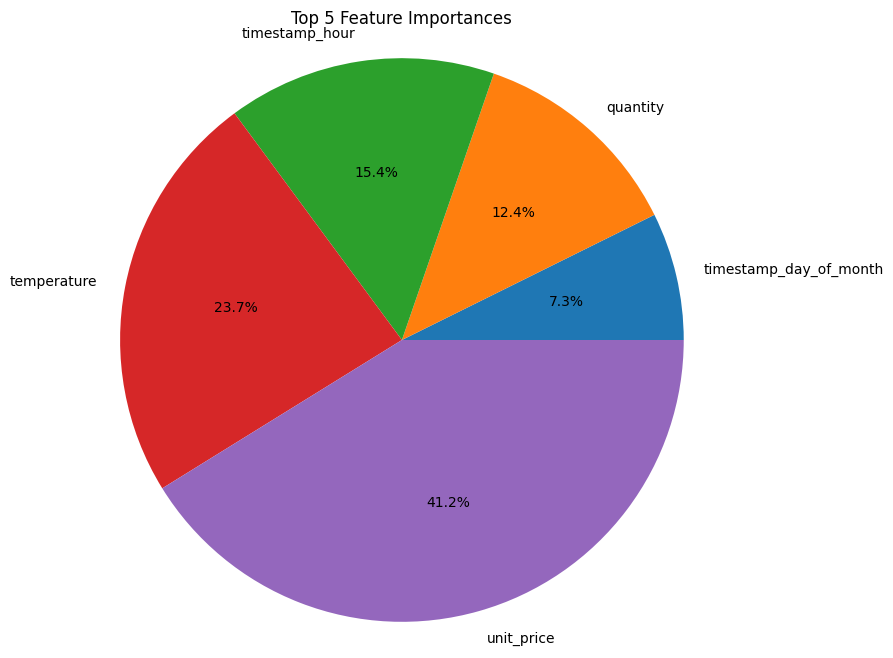 Top 5 Feature Importances
timestamp_hour
quantity
15.4%
12.4%
timestamp_day_of_month
temperature
23.7%
7.3%
41.2%
unit_price